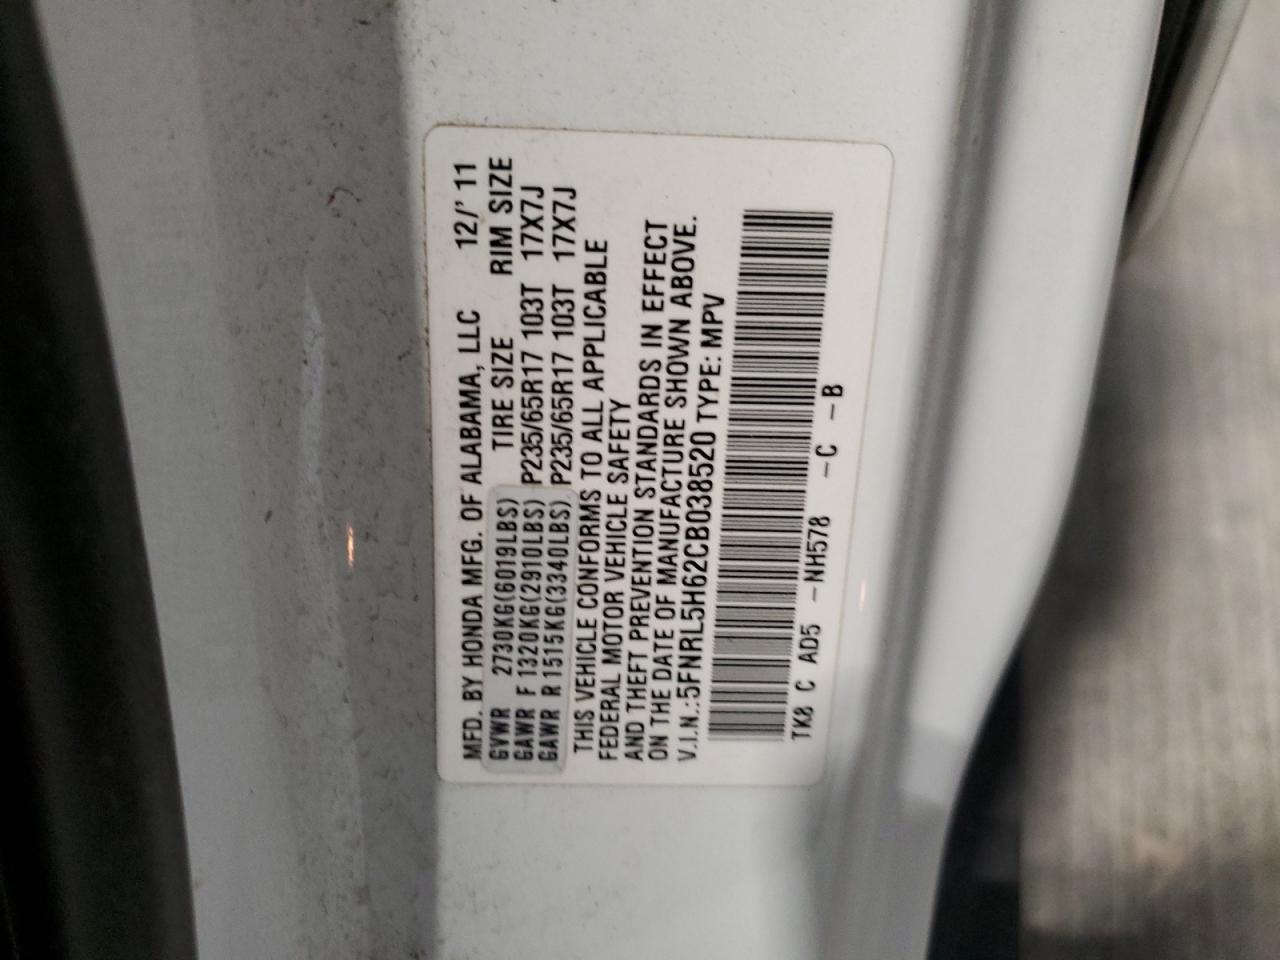 MFD. BY HONDA MFG. OF ALABAMA, LLC 12/' 11
GVWR 2730KG(6019LBS) TIRE SIZE RIM SIZE
GAWR F 1320KG(2910LBS) P235/65R17 103T 17X7J
GAWR R 1515KG(3340LBS) P235/65R17 103T 17X7J
THIS VEHICLE CONFORMS TO ALL APPLICABLE
FEDERAL MOTOR VEHICLE SAFETY
AND THEFT PREVENTION STANDARDS IN EFFECT
ON THE DATE OF MANUFACTURE SHOWN ABOVE.
V.I.N.:5FNRL5H62CB038520 TYPE: MPV
TK8 C AD5 -NH578 -C -B